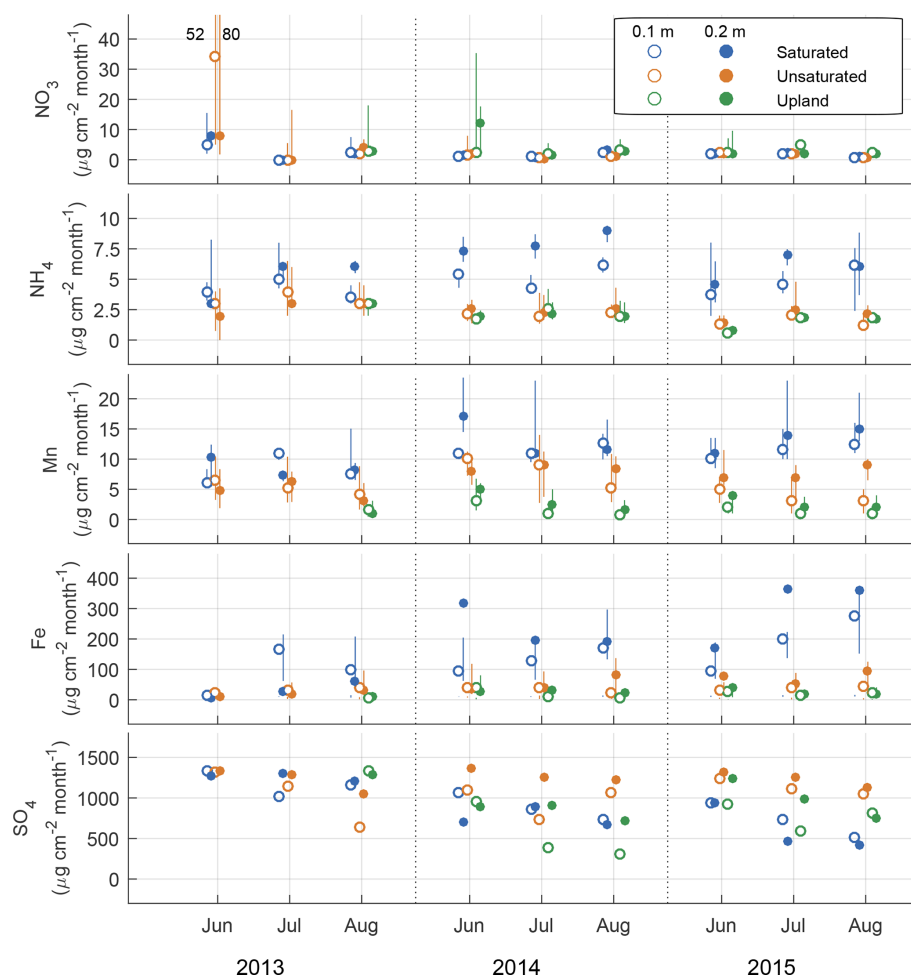 52 80
0.1 m 0.2 m
Saturated
Unsaturated
Upland
NO3
(μg cm-2 month-1)
40
30
20
10
0
NH4
(μg cm-2 month-1)
10
7.5
5
2.5
0
Mn
(μg cm-2 month-1)
20
15
10
5
0
Fe
(μg cm-2 month-1)
400
300
200
100
0
SO4
(μg cm-2 month-1)
1500
1000
500
0
Jun Jul Aug Jun Jul Aug Jun Jul Aug
2013 2014 2015